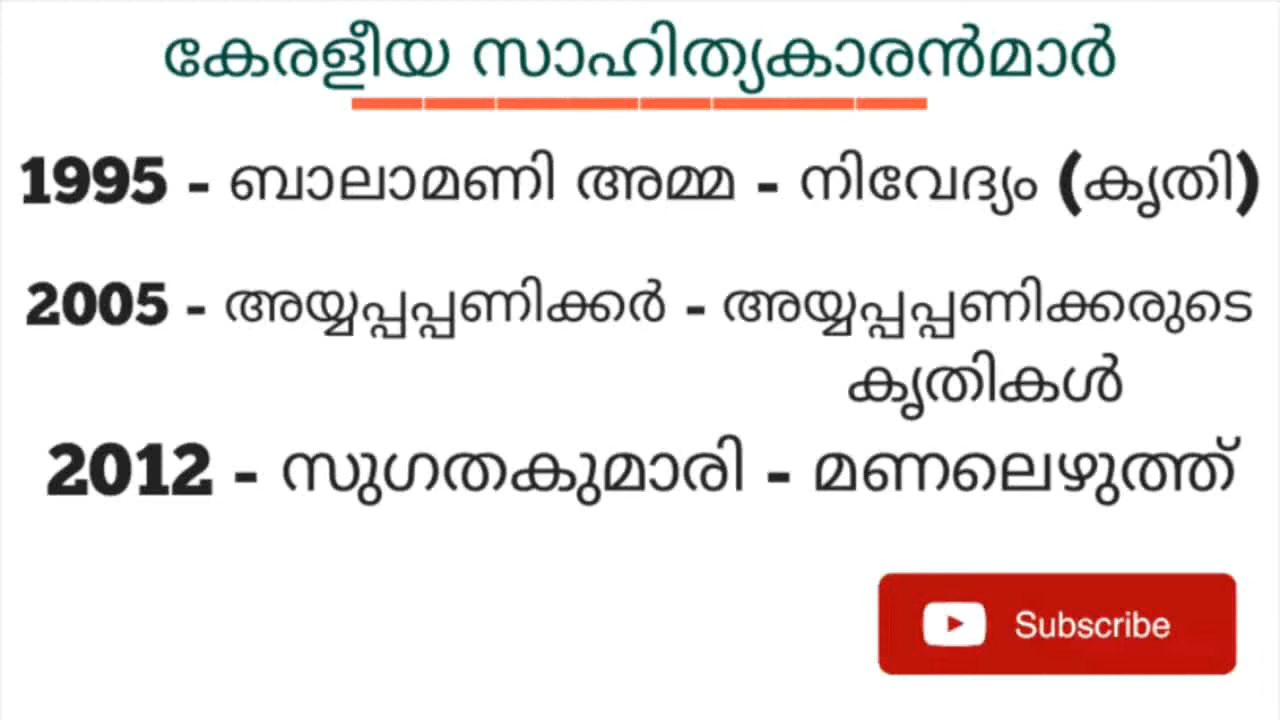 കേരളീയ സാഹിത്യകാരൻമാർ
1995 - ബാലാമണി അമ്മ - നിവേദ്യം (കൃതി)
2005 - അയ്യപ്പപ്പണിക്കർ - അയ്യപ്പപ്പണിക്കരുടെ
കൃതികൾ
2012 - സുഗതകുമാരി - മണലെഴുത്ത്
Subscribe